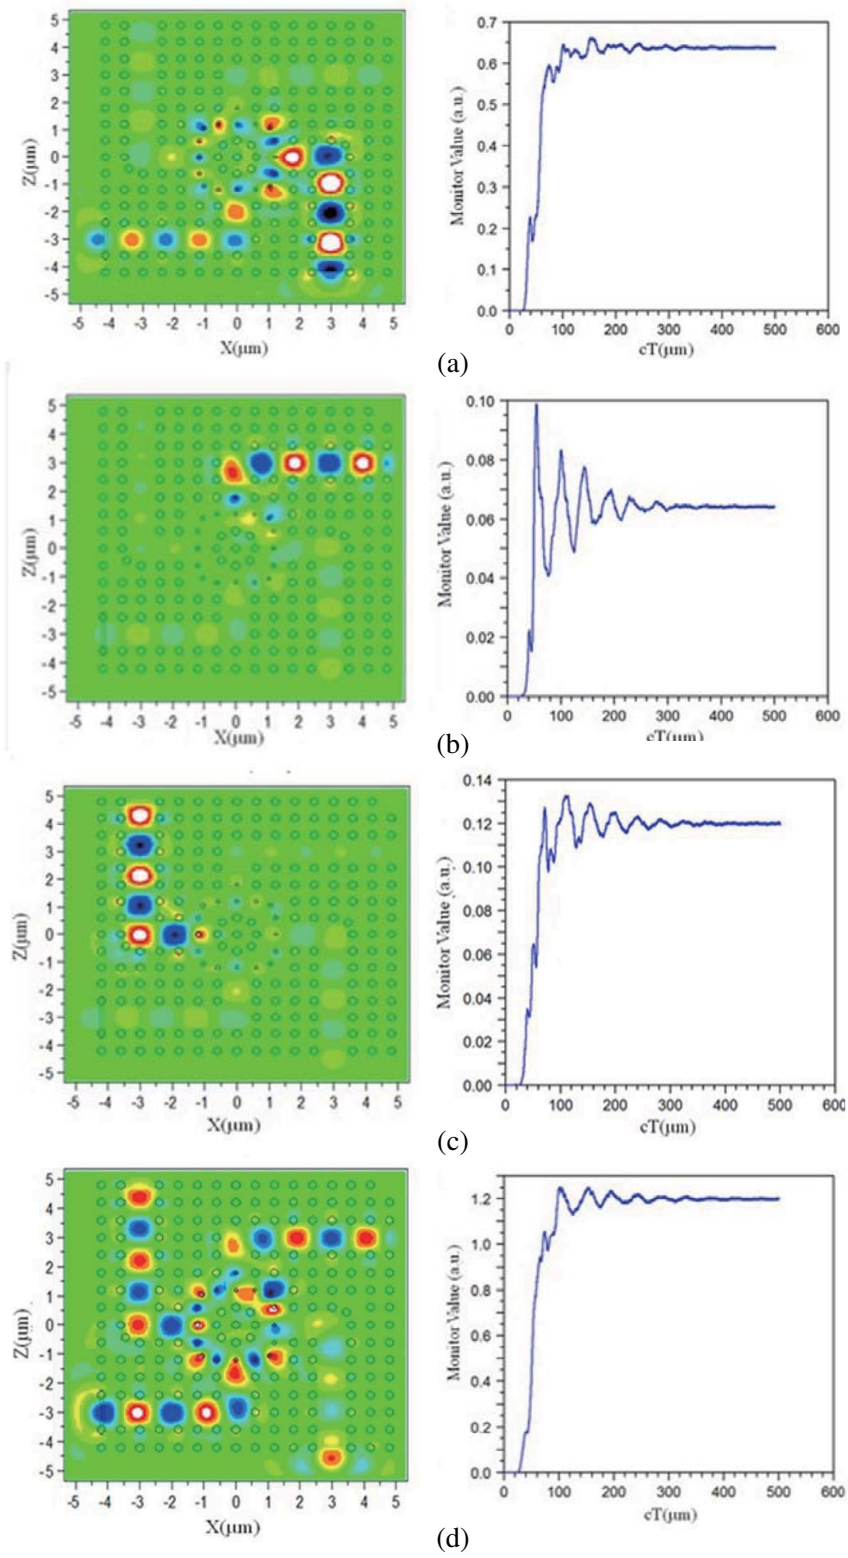 5
4
3
2
1
0
-1
-2
-3
-4
-5
Z(μm)
-5 -4 -3 -2 -1 0 1 2 3 4 5
X(μm)
0.7
0.6
0.5
0.4
0.3
0.2
0.1
0.0
Monitor Value (a.u.)
0 100 200 300 400 500 600
cT(μm)
(a)
5
4
3
2
1
0
-1
-2
-3
-4
-5
Z(μm)
-5 -4 -3 -2 -1 0 1 2 3 4 5
X(μm)
0.10
0.08
0.06
0.04
0.02
0.00
Monitor Value (a.u.)
0 100 200 300 400 500 600
cT(μm)
(b)
5
4
3
2
1
0
-1
-2
-3
-4
-5
Z(μm)
-5 -4 -3 -2 -1 0 1 2 3 4 5
X(μm)
0.14
0.12
0.10
0.08
0.06
0.04
0.02
0.00
Monitor Value (a.u.)
0 100 200 300 400 500 600
cT(μm)
(c)
5
4
3
2
1
0
-1
-2
-3
-4
-5
Z(μm)
-5 -4 -3 -2 -1 0 1 2 3 4 5
X(μm)
1.2
1.0
0.8
0.6
0.4
0.2
0.0
Monitor Value (a.u.)
0 100 200 300 400 500 600
cT(μm)
(d)